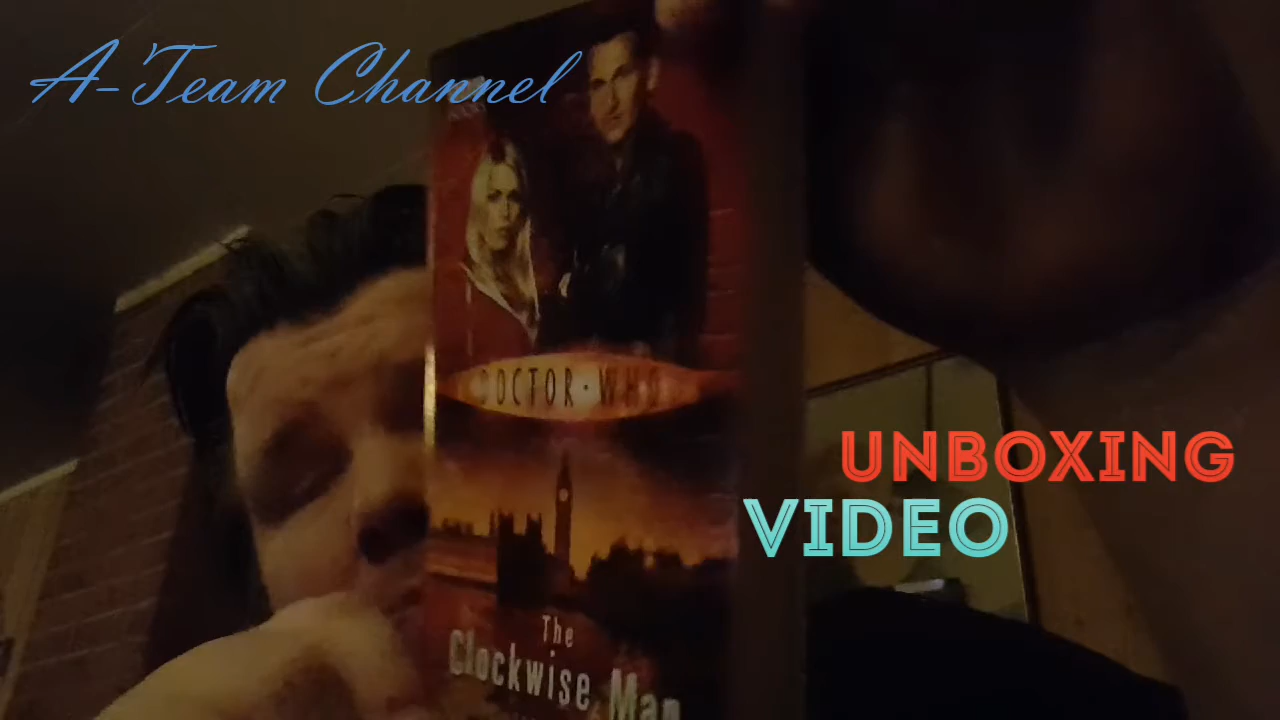 A-Team Channel
DOCTOR·WHO
UNBOXING
VIDEO
The
Clockwise Man